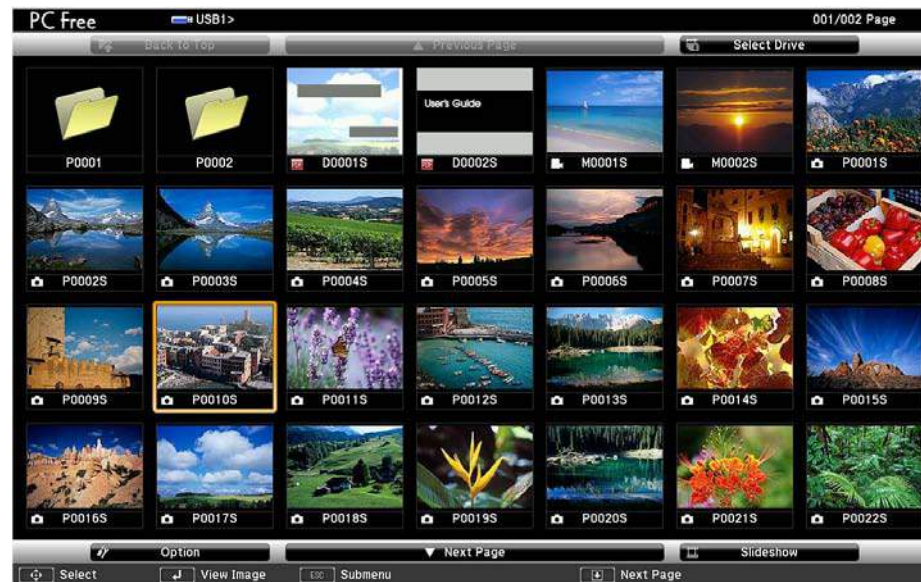 PC Free USB1> 001/002 Page
Back to Top Previous Page Select Drive
User's Guide
P0001 P0002 D0001S D0002S M0001S M0002S P0001S
P0002S P0003S P0004S P0005S P0006S P0007S P0008S
P0009S P0010S P0011S P0012S P0013S P0014S P0015S
P0016S P0017S P0018S P0019S P0020S P0021S P0022S
Option Next Page Slideshow
Select View Image ESC Submenu Next Page